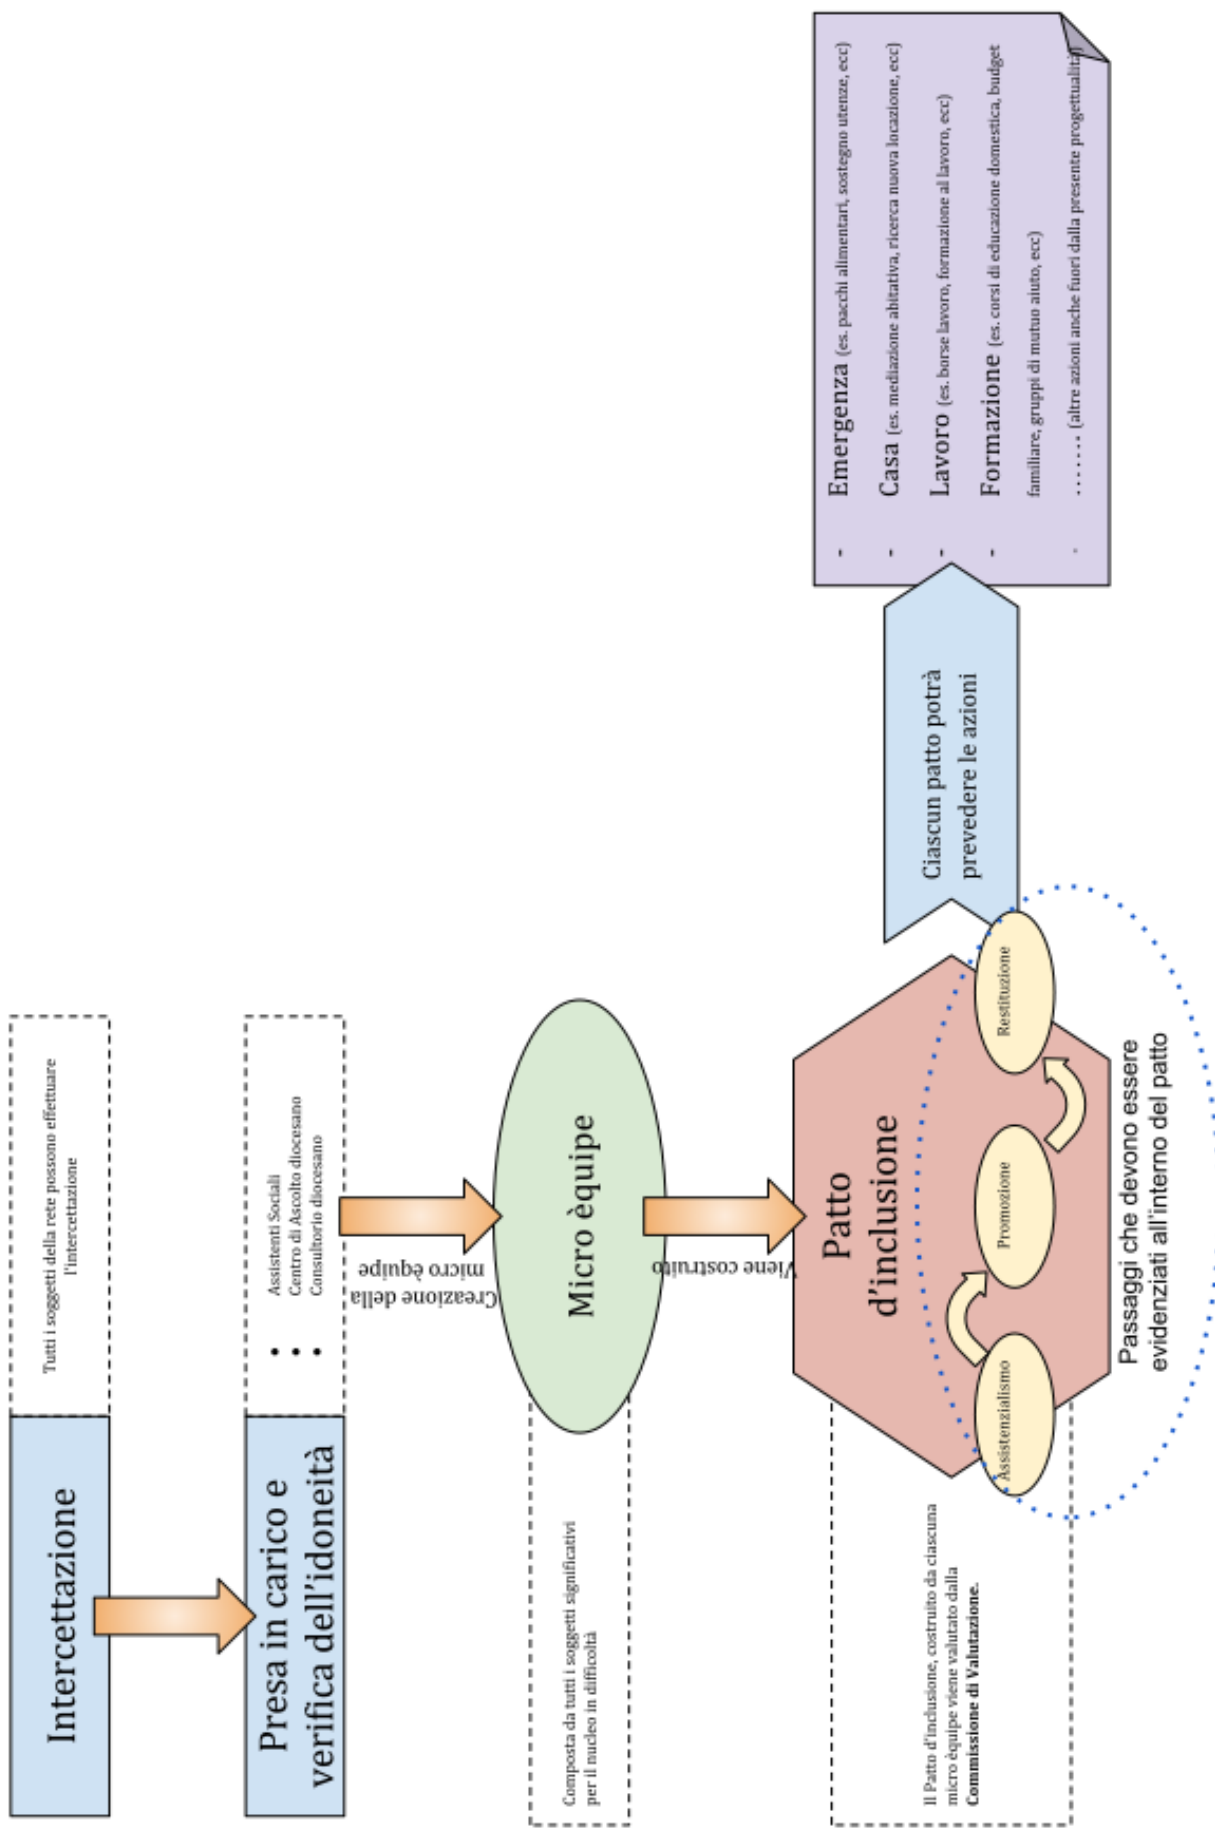 Intercettazione
Tutti i soggetti della rete possono effettuare
l'intercettazione
Presa in carico e
verifica dell'idoneità
• Assistenti Sociali
• Centro di Ascolto diocesano
• Consultorio diocesano
Creazione della
micro èquipe
Composta da tutti i soggetti significativi
per il nucleo in difficoltà
Micro èquipe
Viene costruito
Il Patto d'inclusione, costruito da ciascuna
micro èquipe viene valutato dalla
Commissione di Valutazione.
Patto
d'inclusione
Assistenzialismo
Promozione
Restituzione
Passaggi che devono essere
evidenziati all'interno del patto
Ciascun patto potrà
prevedere le azioni
- Emergenza (es. pacchi alimentari, sostegno utenze, ecc)
- Casa (es. mediazione abitativa, ricerca nuova locazione, ecc)
- Lavoro (es. borse lavoro, formazione al lavoro, ecc)
- Formazione (es. corsi di educazione domestica, budget
familiare, gruppi di mutuo aiuto, ecc)
- ....... (altre azioni anche fuori dalla presente progettualità)